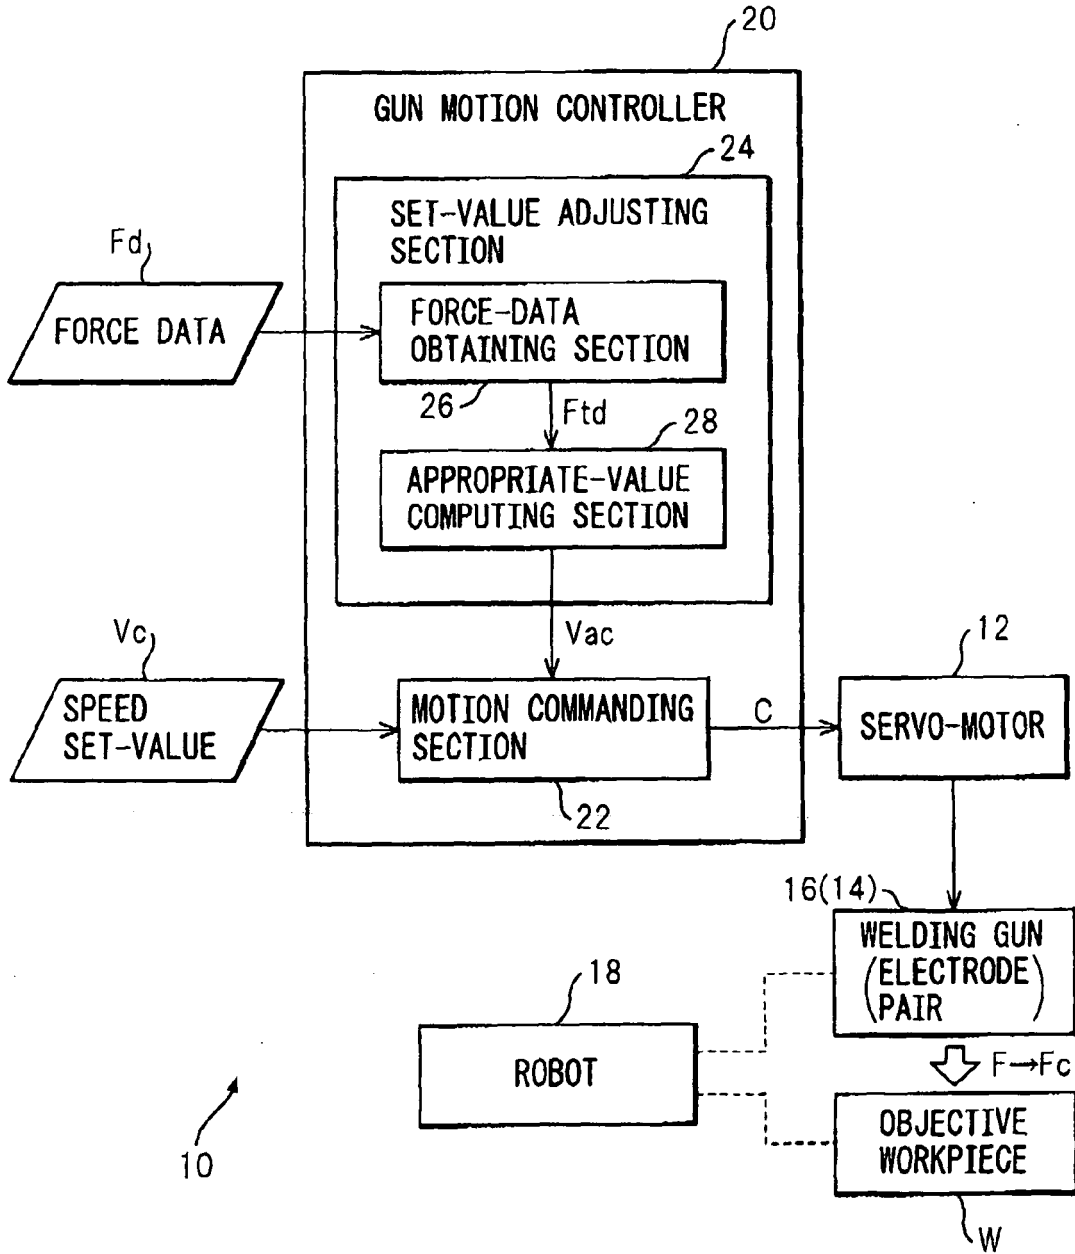 20
GUN MOTION CONTROLLER
24
SET-VALUE ADJUSTING
SECTION
Fd
FORCE DATA
FORCE-DATA
OBTAINING SECTION
26
Ftd
28
APPROPRIATE-VALUE
COMPUTING SECTION
Vac
Vc
SPEED
SET-VALUE
MOTION COMMANDING
SECTION
22
C
12
SERVO-MOTOR
16(14)
WELDING GUN
(ELECTRODE
PAIR)
18
ROBOT
F→Fc
OBJECTIVE
WORKPIECE
W
10